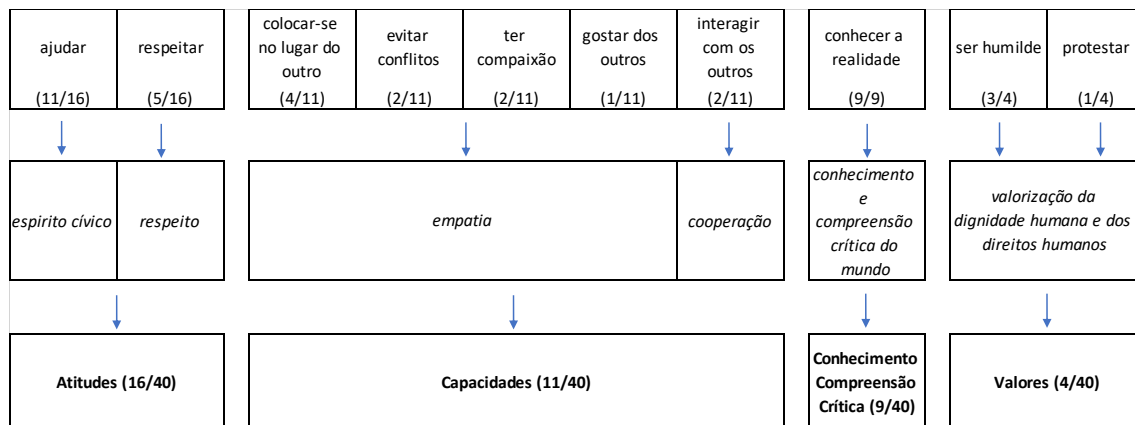 ajudar
(11/16)
respeitar
(5/16)
colocar-se
no lugar do
outro
(4/11)
evitar
conflitos
(2/11)
ter
compaixão
(2/11)
gostar dos
outros
(1/11)
interagir
com os
outros
(2/11)
conhecer a
realidade
(9/9)
ser humilde
(3/4)
protestar
(1/4)
espirito cívico
respeito
empatia
cooperação
conhecimento
e
compreensão
crítica do
mundo
valorização da
dignidade humana e dos
direitos humanos
Atitudes (16/40)
Capacidades (11/40)
Conhecimento
Compreensão
Crítica (9/40)
Valores (4/40)